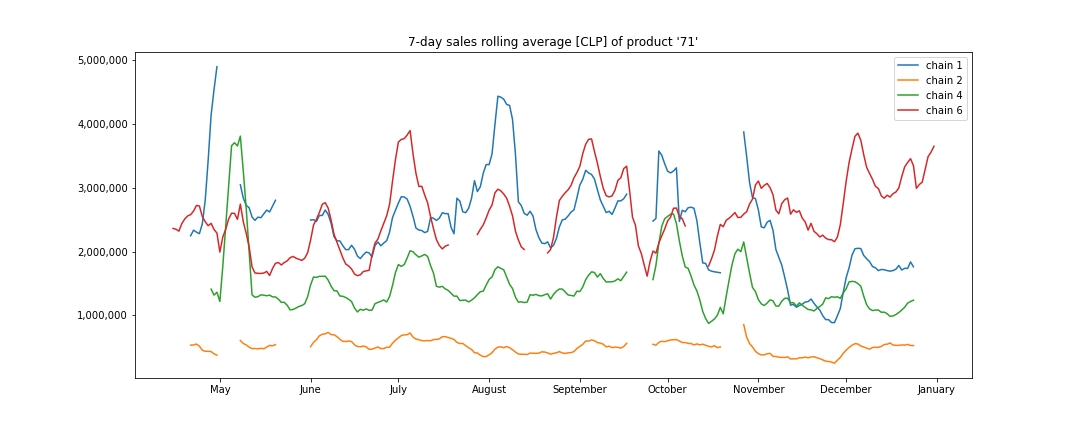 7-day sales rolling average [CLP] of product '71'
5,000,000
4,000,000
3,000,000
2,000,000
1,000,000
chain 1
chain 2
chain 4
chain 6
May June July August September October November December January